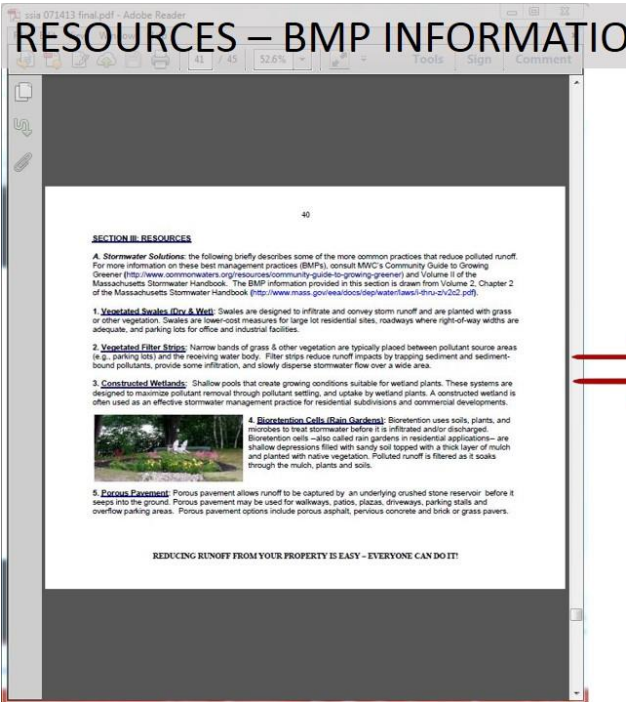 ssia 071413 final.pdf - Adobe Reader
RESOURCES – BMP INFORMATIO
41 / 45 52.6% Tools Sign Comment
40
SECTION III: RESOURCES
A. Stormwater Solutions: the following briefly describes some of the more common practices that reduce polluted runoff.
For more information on these best management practices (BMPs), consult MWC's Community Guide to Growing
Greener (http://www.commonwaters.org/resources/community-guide-to-growing-greener) and Volume II of the
Massachusetts Stormwater Handbook. The BMP information provided in this section is drawn from Volume 2, Chapter 2
of the Massachusetts Stormwater Handbook (http://www.mass.gov/eea/docs/dep/water/laws/i-thru-z/v2c2.pdf).
1. Vegetated Swales (Dry & Wet): Swales are designed to infiltrate and convey storm runoff and are planted with grass
or other vegetation. Swales are lower-cost measures for large lot residential sites, roadways where right-of-way widths are
adequate, and parking lots for office and industrial facilities.
2. Vegetated Filter Strips: Narrow bands of grass & other vegetation are typically placed between pollutant source areas
(e.g., parking lots) and the receiving water body. Filter strips reduce runoff impacts by trapping sediment and sediment-
bound pollutants, provide some infiltration, and slowly disperse stormwater flow over a wide area.
3. Constructed Wetlands: Shallow pools that create growing conditions suitable for wetland plants. These systems are
designed to maximize pollutant removal through pollutant settling, and uptake by wetland plants. A constructed wetland is
often used as an effective stormwater management practice for residential subdivisions and commercial developments.
4. Bioretention Cells (Rain Gardens): Bioretention uses soils, plants, and
microbes to treat stormwater before it is infiltrated and/or discharged.
Bioretention cells –also called rain gardens in residential applications– are
shallow depressions filled with sandy soil topped with a thick layer of mulch
and planted with native vegetation. Polluted runoff is filtered as it soaks
through the mulch, plants and soils.
5. Porous Pavement: Porous pavement allows runoff to be captured by an underlying crushed stone reservoir before it
seeps into the ground. Porous pavement may be used for walkways, patios, plazas, driveways, parking stalls and
overflow parking areas. Porous pavement options include porous asphalt, pervious concrete and brick or grass pavers.
REDUCING RUNOFF FROM YOUR PROPERTY IS EASY – EVERYONE CAN DO IT!